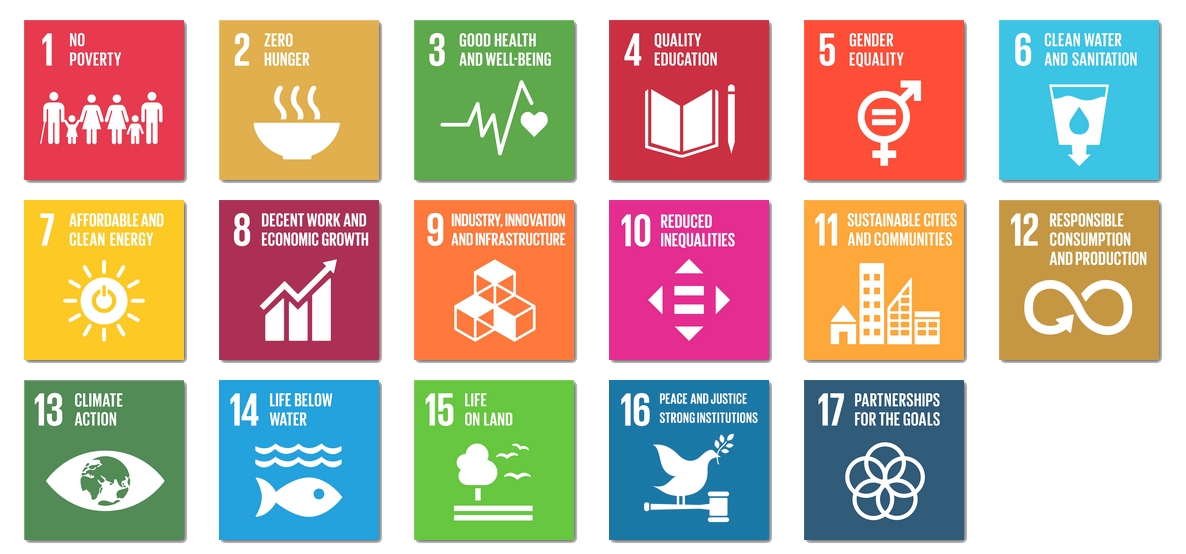 1 NO
POVERTY
2 ZERO
HUNGER
3 GOOD HEALTH
AND WELL-BEING
4 QUALITY
EDUCATION
5 GENDER
EQUALITY
6 CLEAN WATER
AND SANITATION
7 AFFORDABLE AND
CLEAN ENERGY
8 DECENT WORK AND
ECONOMIC GROWTH
9 INDUSTRY, INNOVATION
AND INFRASTRUCTURE
10 REDUCED
INEQUALITIES
11 SUSTAINABLE CITIES
AND COMMUNITIES
12 RESPONSIBLE
CONSUMPTION
AND PRODUCTION
13 CLIMATE
ACTION
14 LIFE BELOW
WATER
15 LIFE
ON LAND
16 PEACE AND JUSTICE
STRONG INSTITUTIONS
17 PARTNERSHIPS
FOR THE GOALS